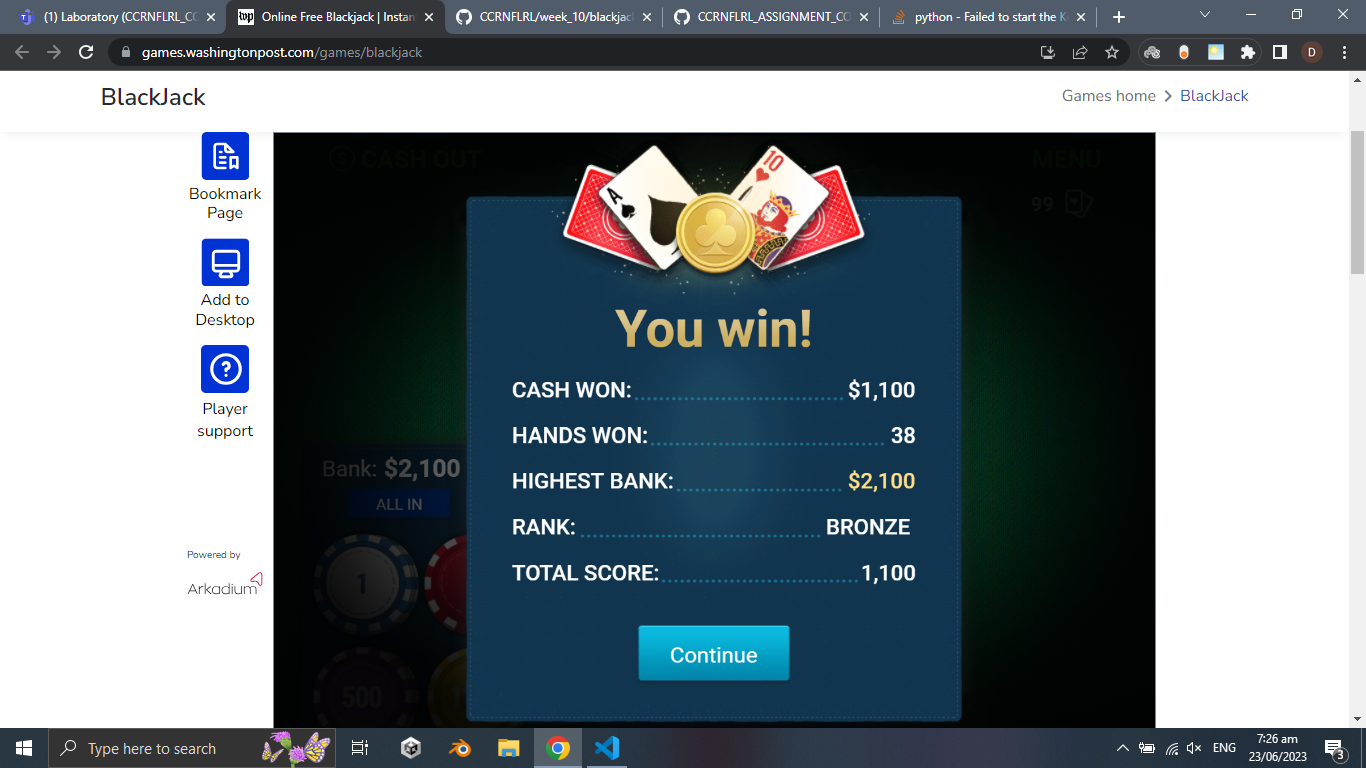 (1) Laboratory (CCRNFLRL_CC
Online Free Blackjack | Instan
CCRNFLRL/week_10/blackjac
CCRNFLRL_ASSIGNMENT_CO
python - Failed to start the K
games.washingtonpost.com/games/blackjack
D
BlackJack
Games home
BlackJack
Bookmark
Page
Add to
Desktop
Player
support
Powered by
Arkadium
CASH OUT
MENU
99
A
10
You win!
CASH WON:
$1,100
HANDS WON:
38
HIGHEST BANK:
$2,100
RANK:
BRONZE
TOTAL SCORE:
1,100
Continue
Bank: $2,100
ALL IN
1
500
Type here to search
ENG
7:26 am
23/06/2023
3